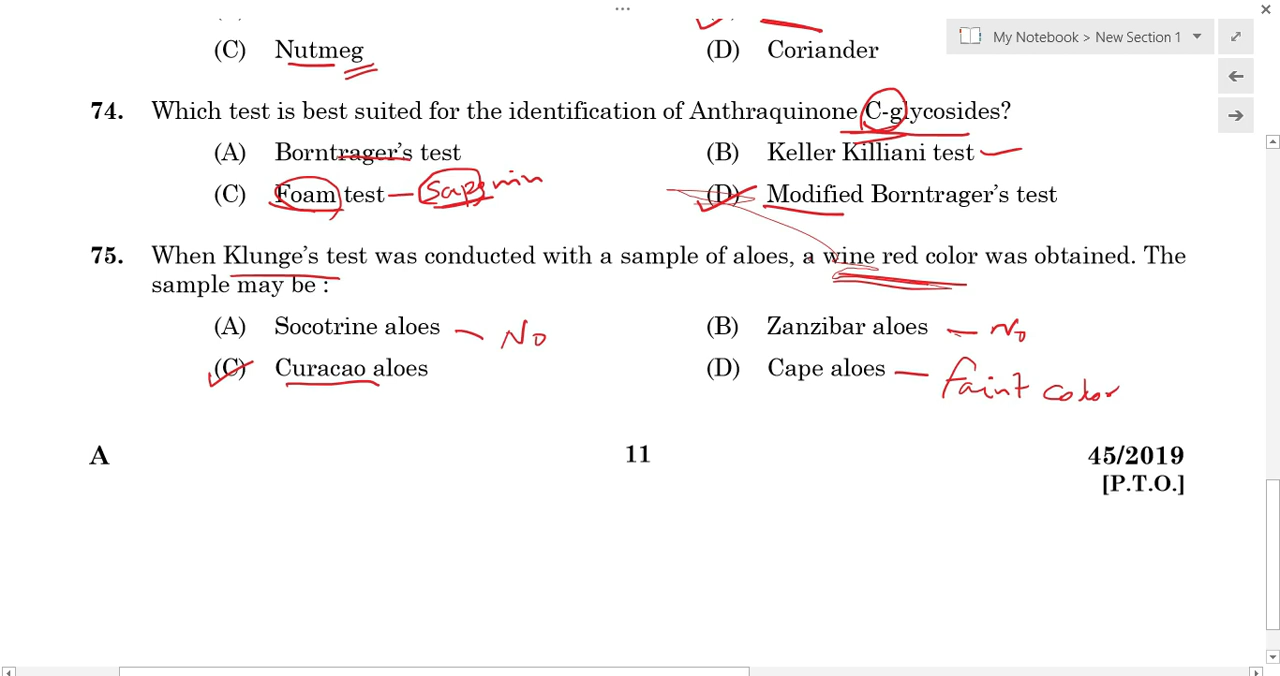 My Notebook > New Section 1
(C) Nutmeg (D) Coriander
74. Which test is best suited for the identification of Anthraquinone C-glycosides?
(A) Borntrager's test (B) Keller Killiani test
(C) Foam test — Saponin (D) Modified Borntrager's test
75. When Klunge's test was conducted with a sample of aloes, a wine red color was obtained. The
sample may be :
(A) Socotrine aloes — No (B) Zanzibar aloes — No
(C) Curacao aloes (D) Cape aloes — faint color
A 11 45/2019
[P.T.O.]